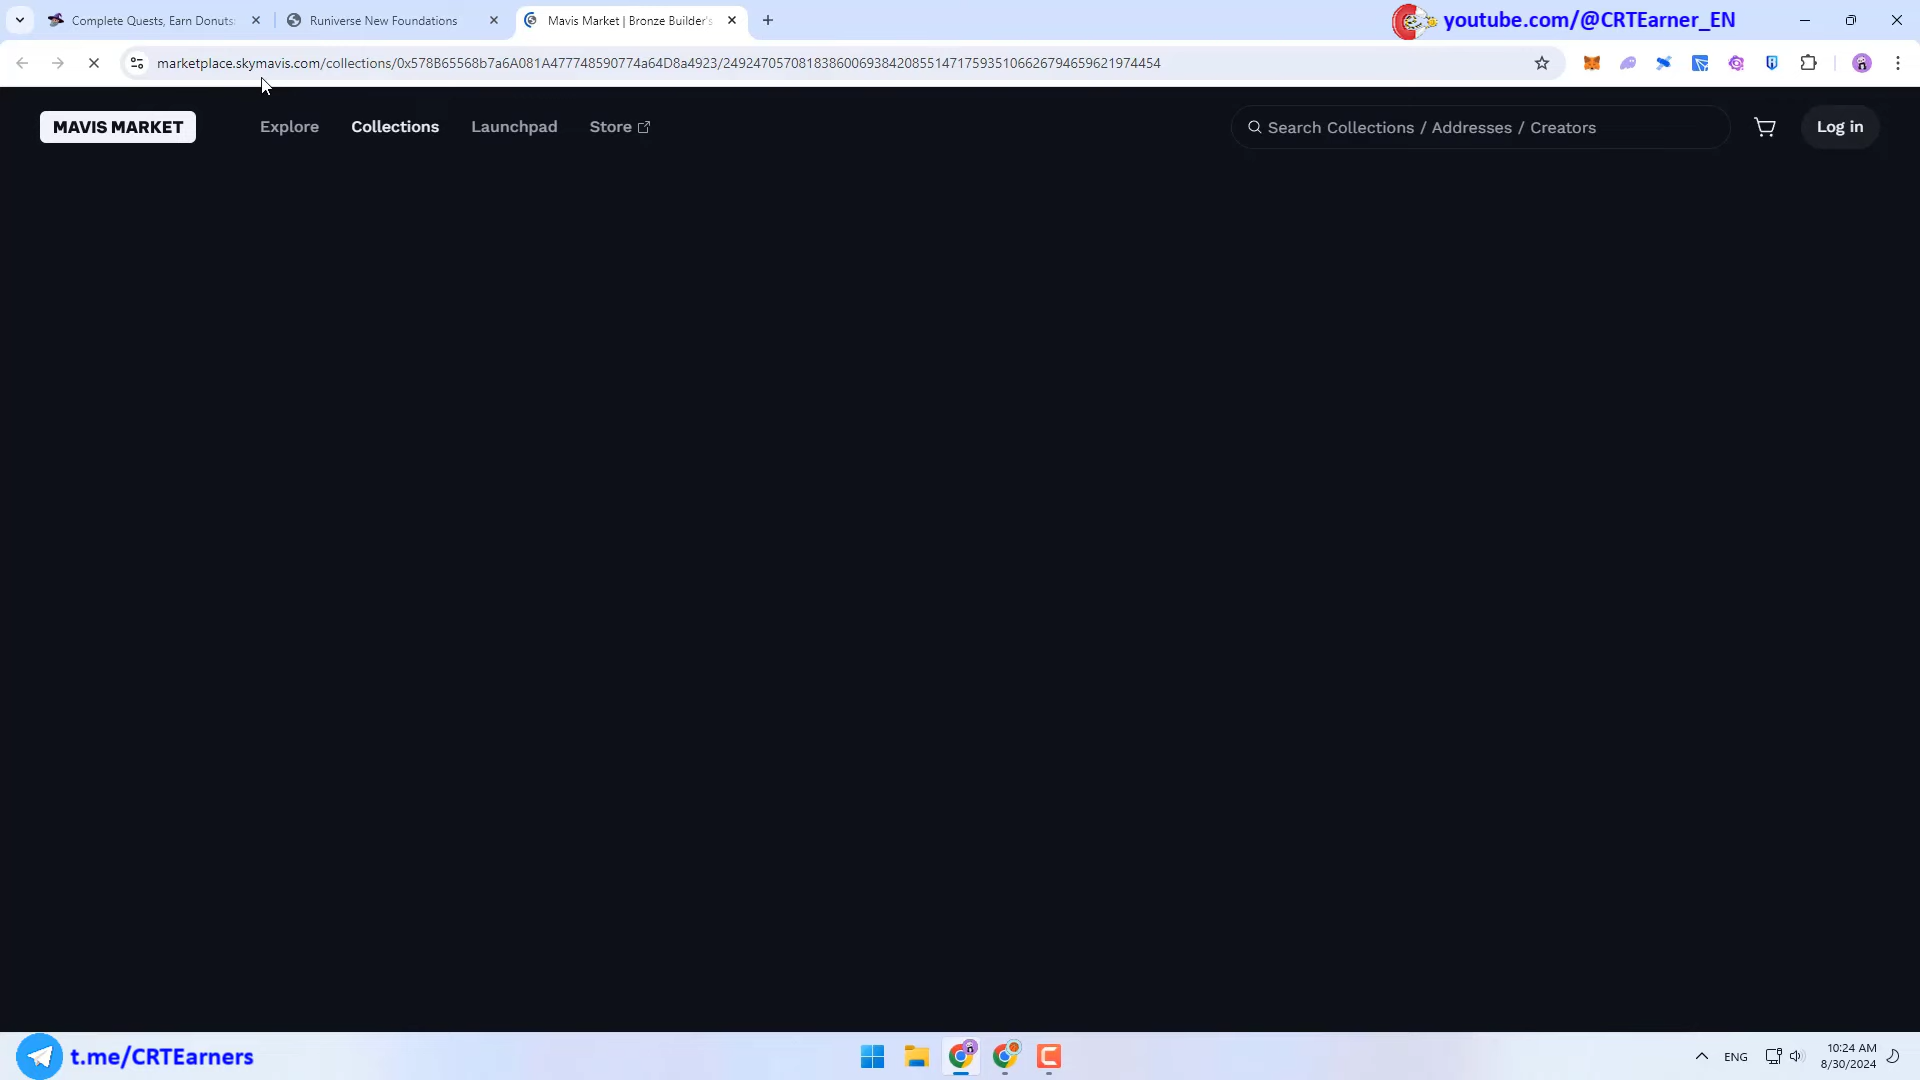 Complete Quests, Earn Donuts
Runiverse New Foundations
Mavis Market | Bronze Builder's
youtube.com/@CRTEarner_EN
marketplace.skymavis.com/collections/0x578B65568b7a6A081A477748590774a64D8a4923/24924705708183860069384208551471759351066267946596219744​54
MAVIS MARKET
Explore
Collections
Launchpad
Store
Search Collections / Addresses / Creators
Log in
t.me/CRTEarners
ENG
10:24 AM
8/30/2024